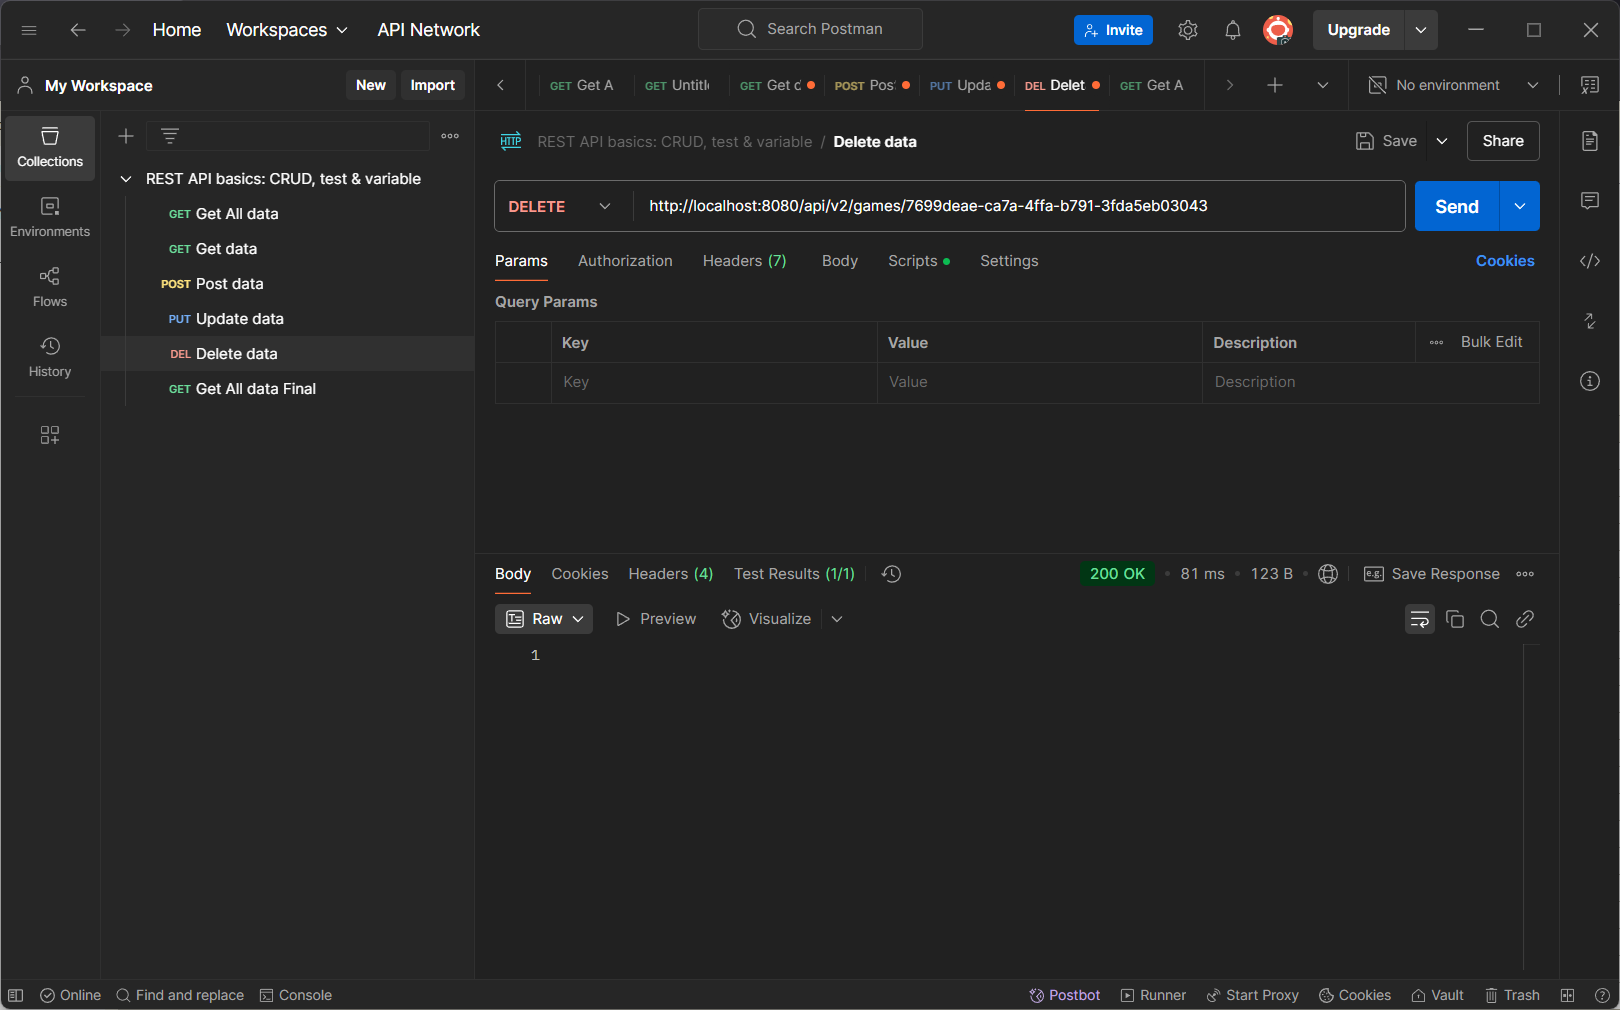 Home Workspaces API Network Search Postman Invite Upgrade
My Workspace New Import
GET Get A GET Untitle GET Get d POST Pos PUT Upda DEL Delet GET Get A No environment
Collections
Environments
Flows
History
REST API basics: CRUD, test & variable
GET Get All data
GET Get data
POST Post data
PUT Update data
DEL Delete data
GET Get All data Final
HTTP REST API basics: CRUD, test & variable / Delete data Save Share
DELETE http://localhost:8080/api/v2/games/7699deae-ca7a-4ffa-b791-3fda5eb03043 Send
Params Authorization Headers (7) Body Scripts Settings Cookies
Query Params
Key Value Description Bulk Edit
Key Value Description
Body Cookies Headers (4) Test Results (1/1) 200 OK • 81 ms • 123 B • e.g. Save Response
Raw Preview Visualize
1
Online Find and replace Console Postbot Runner Start Proxy Cookies Vault Trash